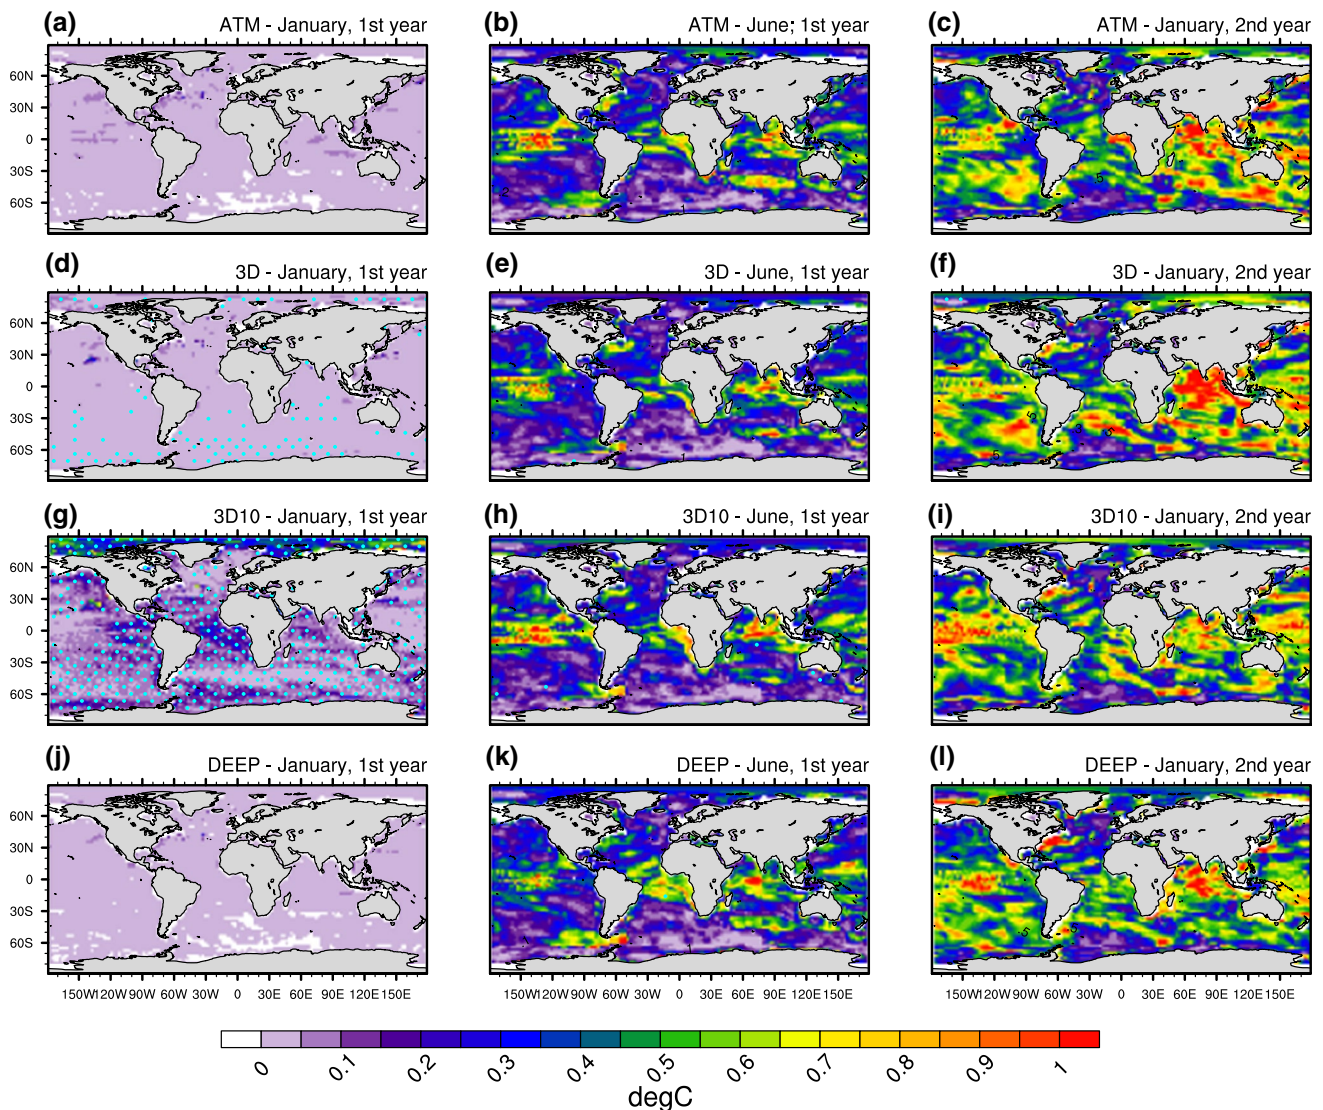 (a) ATM - January, 1st year
(b) ATM - June; 1st year
(c) ATM - January, 2nd year
60N
30N
0
30S
60S
(d) 3D - January, 1st year
(e) 3D - June, 1st year
(f) 3D - January, 2nd year
60N
30N
0
30S
60S
(g) 3D10 - January, 1st year
(h) 3D10 - June, 1st year
(i) 3D10 - January, 2nd year
60N
30N
0
30S
60S
(j) DEEP - January, 1st year
(k) DEEP - June, 1st year
(l) DEEP - January, 2nd year
60N
30N
0
30S
60S
150W 120W 90W 60W 30W 0 30E 60E 90E 120E 150E
150W 120W 90W 60W 30W 0 30E 60E 90E 120E 150E
150W 120W 90W 60W 30W 0 30E 60E 90E 120E 150E
0 0.1 0.2 0.3 0.4 0.5 0.6 0.7 0.8 0.9 1
degC